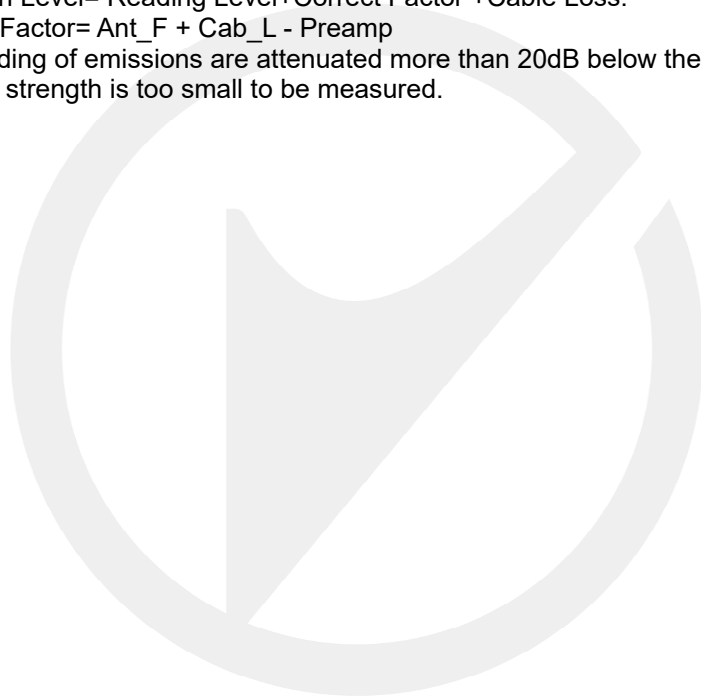 Level= Reading Level+Correct Factor +Cable Loss.
Factor= Ant_F + Cab_L - Preamp
of emissions are attenuated more than 20dB below the
strength is too small to be measured.